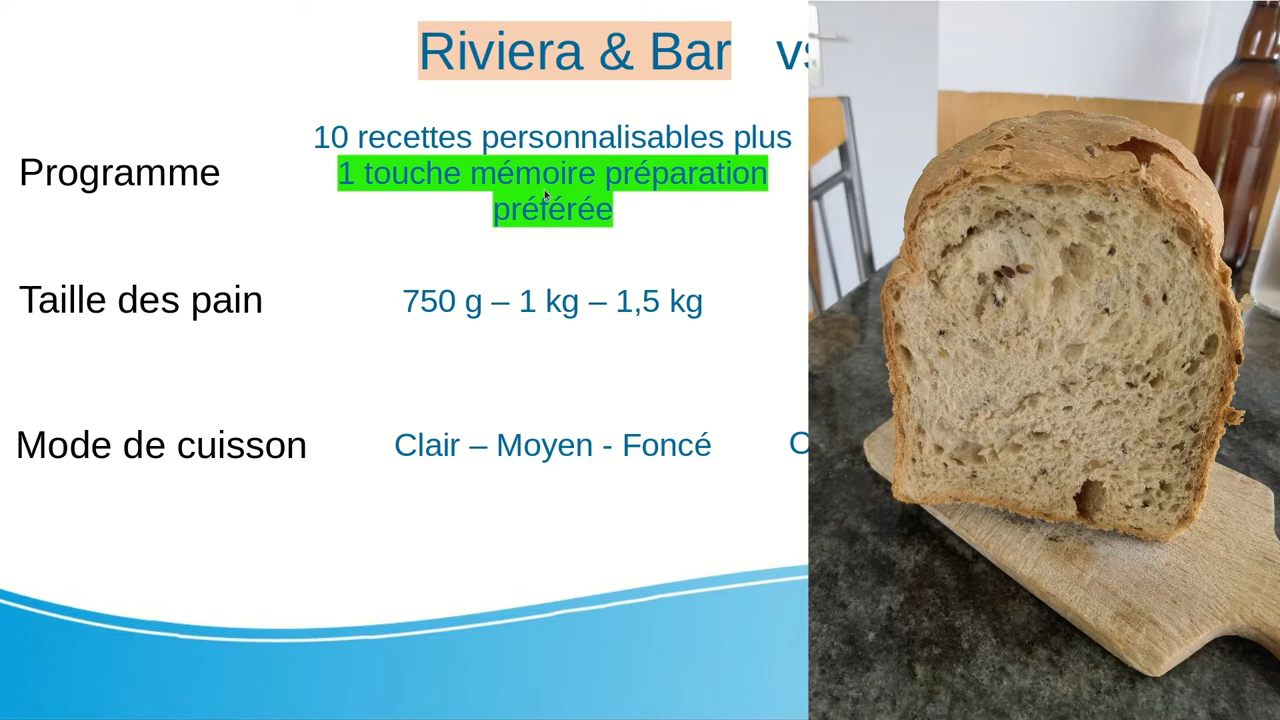 Riviera & Bar
10 recettes personnalisables plus
Programme
1 touche mémoire préparation
préférée
Taille des pain
750 g – 1 kg – 1,5 kg
Mode de cuisson
Clair – Moyen - Foncé